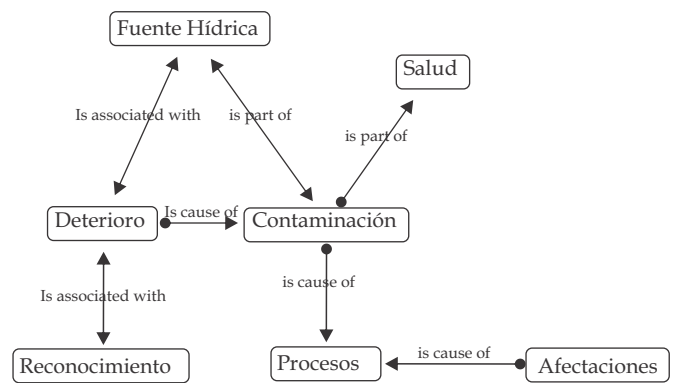 Fuente Hídrica
Salud
Is associated with
is part of
is part of
Deterioro
Is cause of
Contaminación
is cause of
Is associated with
Reconocimiento
Procesos
is cause of
Afectaciones